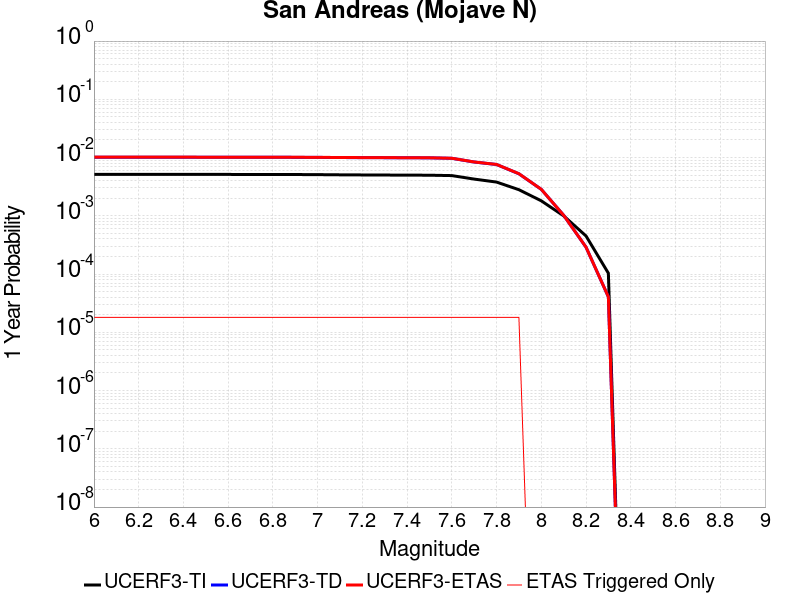 San Andreas (Mojave N)
10^0
10^-1
10^-2
10^-3
10^-4
10^-5
10^-6
10^-7
10^-8
1 Year Probability
6 6.2 6.4 6.6 6.8 7 7.2 7.4 7.6 7.8 8 8.2 8.4 8.6 8.8 9
Magnitude
UCERF3-TI UCERF3-TD UCERF3-ETAS ETAS Triggered Only